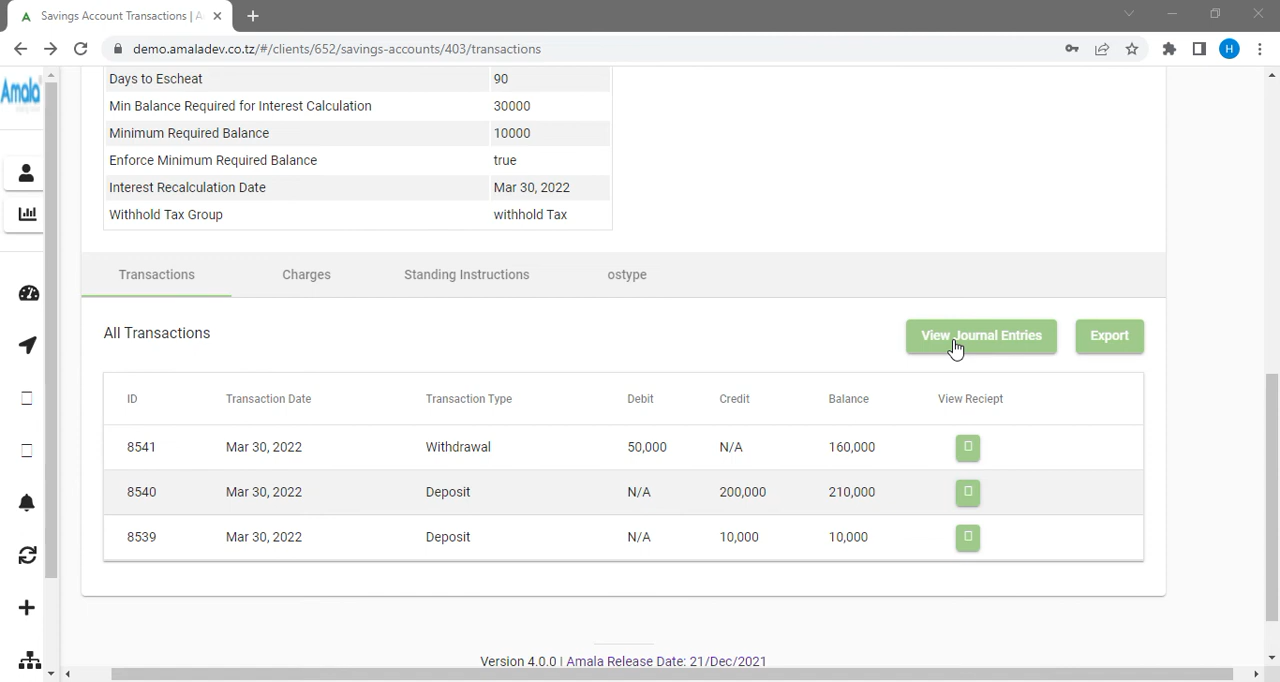 Savings Account Transactions | A
demo.amaladev.co.tz/#/clients/652/savings-accounts/403/transactions
H
Amala
Days to Escheat 90
Min Balance Required for Interest Calculation 30000
Minimum Required Balance 10000
Enforce Minimum Required Balance true
Interest Recalculation Date Mar 30, 2022
Withhold Tax Group withhold Tax
Transactions Charges Standing Instructions ostype
All Transactions View Journal Entries Export
ID Transaction Date Transaction Type Debit Credit Balance View Reciept
8541 Mar 30, 2022 Withdrawal 50,000 N/A 160,000
8540 Mar 30, 2022 Deposit N/A 200,000 210,000
8539 Mar 30, 2022 Deposit N/A 10,000 10,000
Version 4.0.0 | Amala Release Date: 21/Dec/2021